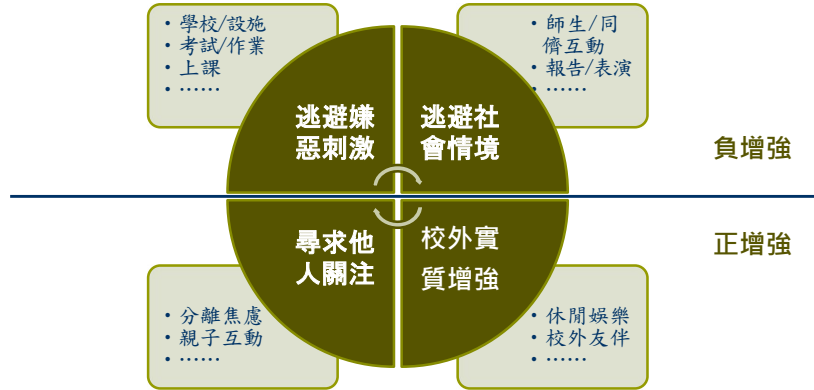 • 學校/設施
• 考試/作業
• 上課
• ……
• 師生/同
儕互動
• 報告/表演
• ……
逃避嫌
惡刺激
逃避社
會情境
負增強
尋求他
人關注
校外實
質增強
正增強
• 分離焦慮
• 親子互動
• ……
• 休閒娛樂
• 校外友伴
• ……